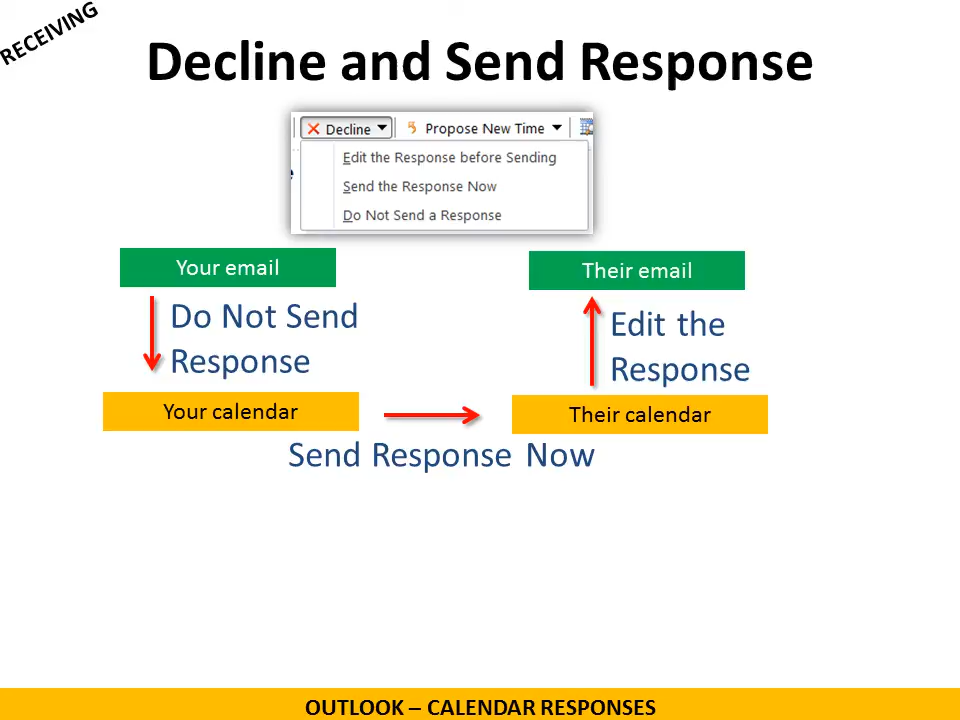 RECEIVING
Decline and Send Response
Decline Propose New Time
Edit the Response before Sending
Send the Response Now
Do Not Send a Response
Your email
Their email
Do Not Send
Response
Edit the
Response
Your calendar
Their calendar
Send Response Now
OUTLOOK – CALENDAR RESPONSES